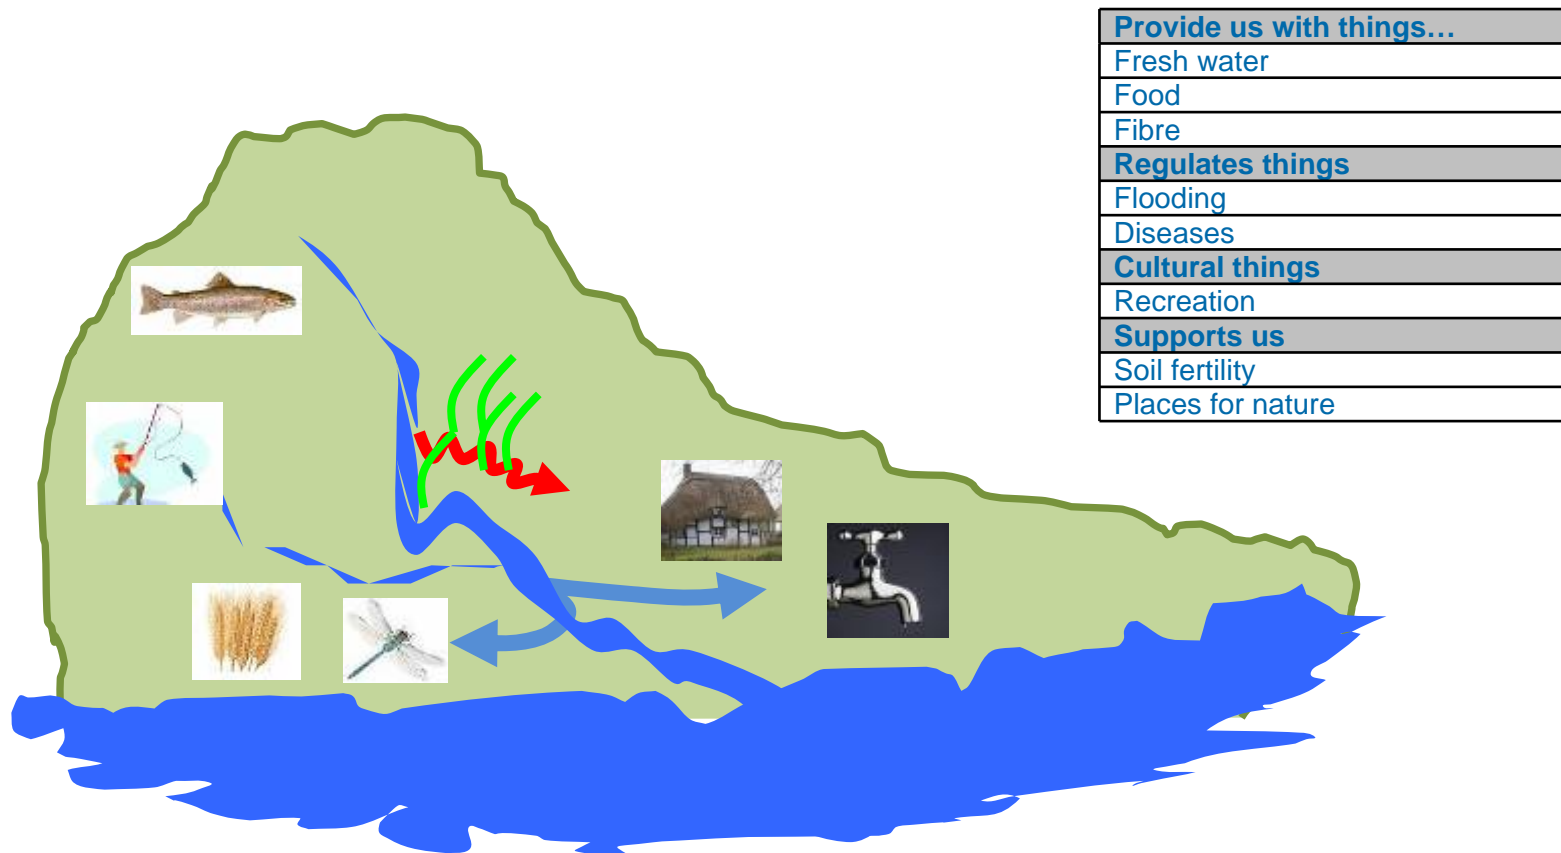 Provide us with things…
Fresh water
Food
Fibre
Regulates things
Flooding
Diseases
Cultural things
Recreation
Supports us
Soil fertility
Places for nature